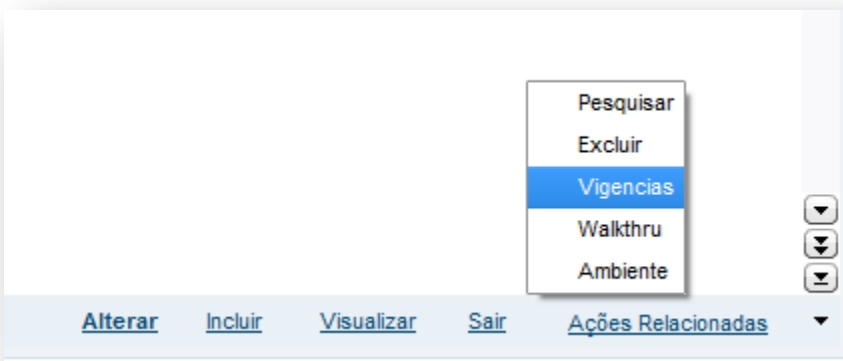 Pesquisar
Excluir
Vigencias
Walkthru
Ambiente
Alterar Incluir Visualizar Sair Ações Relacionadas